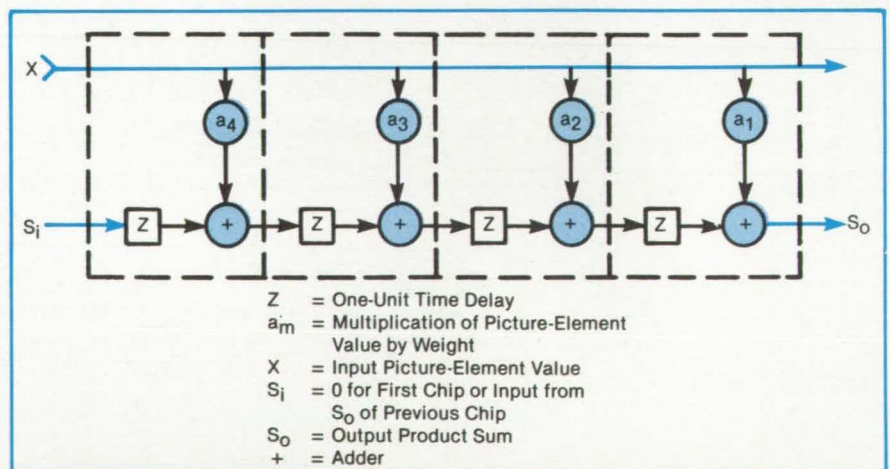 X
a4 a3 a2 a1
Si Z + Z + Z + Z + So
Z = One-Unit Time Delay
am = Multiplication of Picture-Element
Value by Weight
X = Input Picture-Element Value
Si = 0 for First Chip or Input from
So of Previous Chip
So = Output Product Sum
+ = Adder